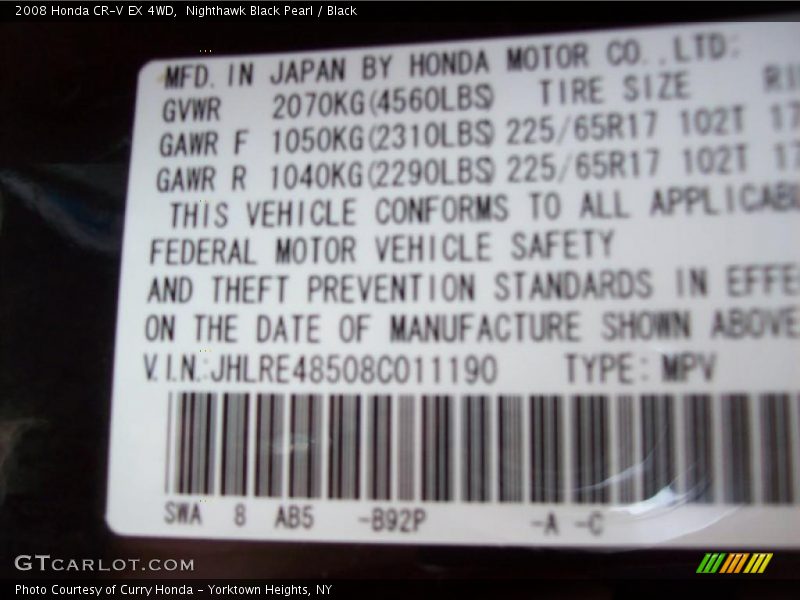 2008 Honda CR-V EX 4WD, Nighthawk Black Pearl / Black
MFD. IN JAPAN BY HONDA MOTOR CO.,LTD.
GVWR 2070KG(4560LBS) TIRE SIZE
GAWR F 1050KG(2310LBS) 225/65R17 102T
GAWR R 1040KG(2290LBS) 225/65R17 102T
THIS VEHICLE CONFORMS TO ALL
FEDERAL MOTOR VEHICLE SAFETY
AND THEFT PREVENTION STANDARDS IN
ON THE DATE OF MANUFACTURE SHOWN ABOVE
V.I.N.:JHLRE48508C011190 TYPE: MPV
SWA 8 AB5 -B92P -A -C
GTCARLOT.COM
Photo Courtesy of Curry Honda - Yorktown Heights, NY